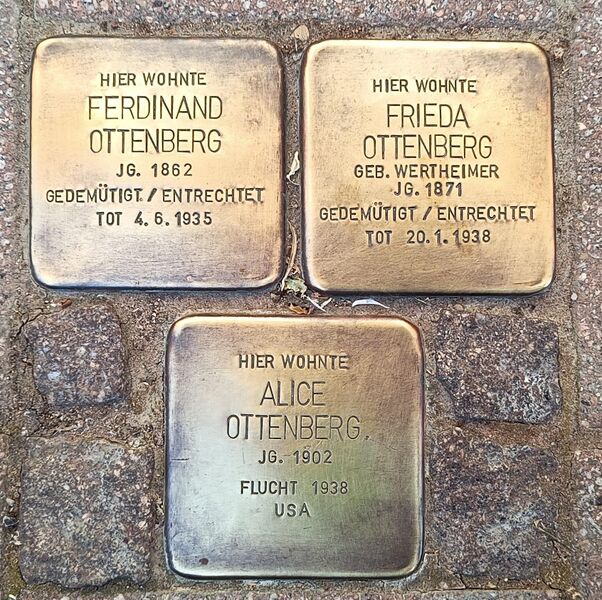 HIER WOHNTE
FERDINAND
OTTENBERG
JG. 1862
GEDEMÜTIGT / ENTRECHTET
TOT 4.6.1935
HIER WOHNTE
FRIEDA
OTTENBERG
GEB. WERTHEIMER
JG. 1871
GEDEMÜTIGT / ENTRECHTET
TOT 20.1.1938
HIER WOHNTE
ALICE
OTTENBERG
JG. 1902
FLUCHT 1938
USA